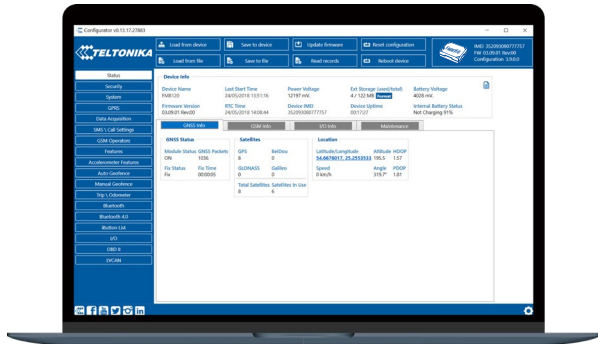 Configurator v0.13.17.27883
TELTONIKA
Load from device
Save to device
Update firmware
Reset configuration
Load from file
Save to file
Read records
Reboot device
IMEI 352093080777757
FW 03.09.01 Rev:00
Configuration 3.9.0.0
Status
Security
System
GPRS
Data Acquisition
SMS \ Call Settings
GSM Operators
Features
Accelerometer Features
Auto Geofence
Manual Geofence
Trip \ Odometer
Bluetooth
Bluetooth 4.0
iButton List
I/O
OBD II
LVCAN
Device Info
Device Name
FMB120
Last Start Time
24/05/2018 13:51:16
Power Voltage
12197 mV.
Ext Storage (used/total)
4 / 122 MB Format
Battery Voltage
4028 mV.
Firmware Version
03.09.01 Rev:00
RTC Time
24/05/2018 14:08:44
Device IMEI
352093080777757
Device Uptime
00:17:27
Internal Battery Status
Not Charging 91%
GNSS Info
GSM Info
I/O Info
Maintenance
GNSS Status
Module Status GNSS Packets
ON 1036
Fix Status Fix Time
Fix 00:00:05
Satellites
GPS BeiDou
8 0
GLONASS Galileo
0 0
Total Satellites Satellites In Use
8 6
Location
Latitude/Longitude Altitude HDOP
54.6678017, 25.2553533 195.5 1.57
Speed Angle PDOP
0 km/h 319.7° 1.81